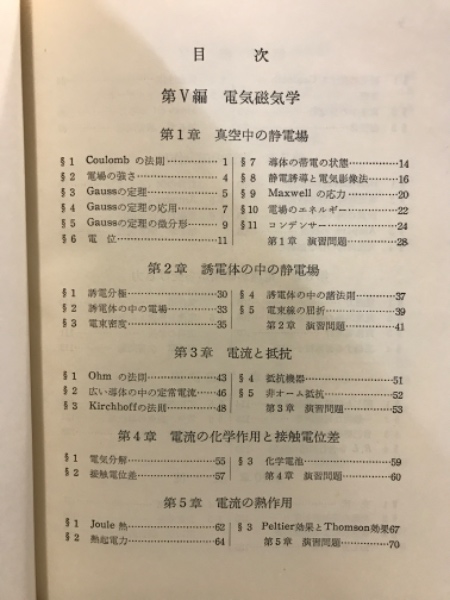 目次
第V編 電気磁気学
第1章 真空中の静電場
§1 Coulomb の法則 1
§2 電場の強さ 4
§3 Gaussの定理 5
§4 Gaussの定理の応用 7
§5 Gaussの定理の微分形 9
§6 電位 11
§7 導体の帯電の状態 14
§8 静電誘導と電気影像法 16
§9 Maxwell の応力 20
§10 電場のエネルギー 22
§11 コンデンサー 24
第1章 演習問題 28
第2章 誘電体の中の静電場
§1 誘電分極 30
§2 誘電体の中の電場 33
§3 電束密度 35
§4 誘電体の中の諸法則 37
§5 電束線の屈折 39
第2章 演習問題 41
第3章 電流と抵抗
§1 Ohm の法則 43
§2 広い導体の中の定常電流 46
§3 Kirchhoffの法則 48
§4 抵抗機器 51
§5 非オーム抵抗 52
第3章 演習問題 53
第4章 電流の化学作用と接触電位差
§1 電気分解 55
§2 接触電位差 57
§3 化学電池 59
第4章 演習問題 60
第5章 電流の熱作用
§1 Joule 熱 62
§2 熱起電力 64
§3 Peltier効果とThomson効果67
第5章 演習問題 70